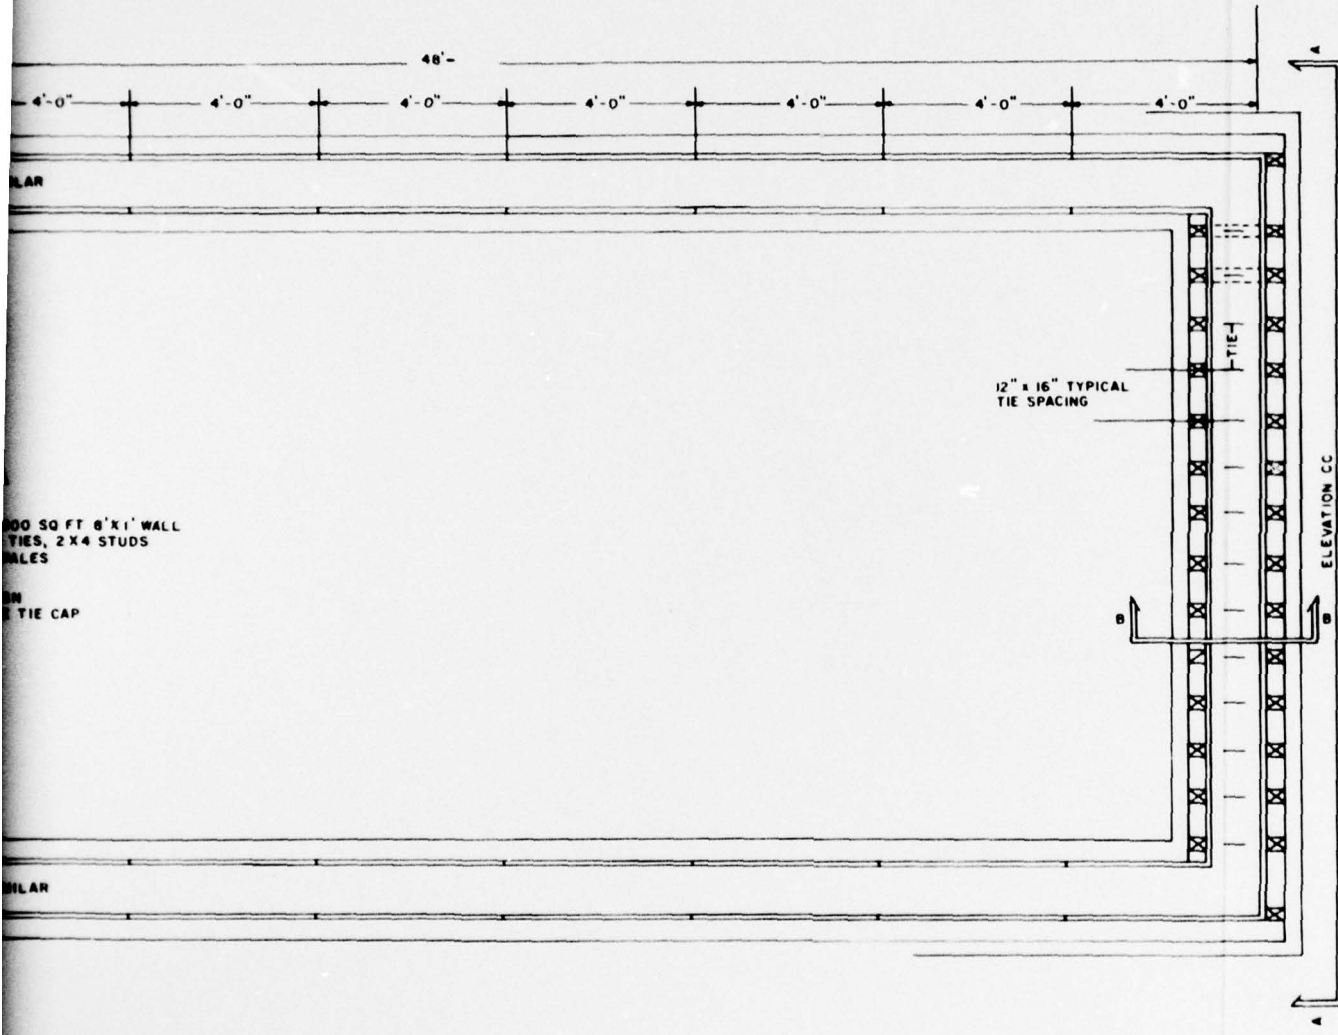 48'-
4'-0" 4'-0" 4'-0" 4'-0" 4'-0" 4'-0" 4'-0"
A
TIE
12" x 16" TYPICAL
TIE SPACING
ELEVATION CC
SQ FT 8'X1' WALL
TIES, 2X4 STUDS
B B
TIE CAP
A